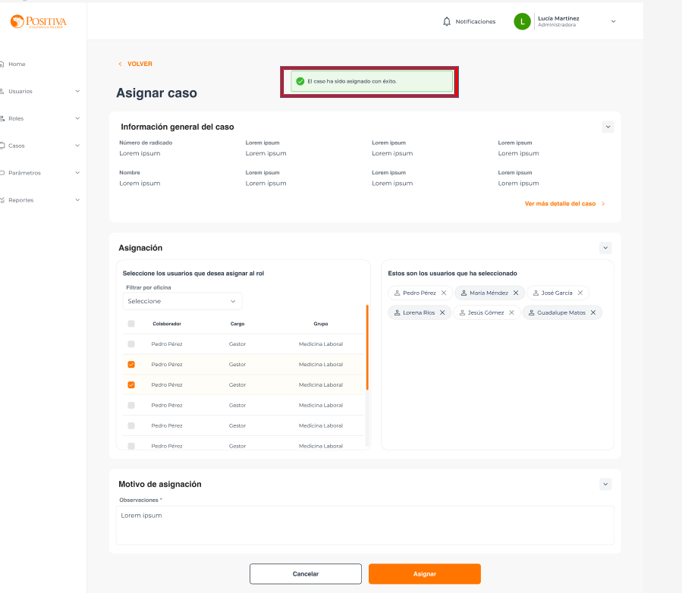 POSITIVA
Notificaciones
L
Lucía Martínez
Administradora
Home
Usuarios
Roles
Casos
Parámetros
Reportes
VOLVER
El caso ha sido asignado con éxito.
Asignar caso
Información general del caso
Número de radicado Lorem ipsum Lorem ipsum Lorem ipsum
Lorem ipsum Lorem ipsum Lorem ipsum Lorem ipsum
Nombre Lorem ipsum Lorem ipsum Lorem ipsum
Lorem ipsum Lorem ipsum Lorem ipsum Lorem ipsum
Ver más detalle del caso
Asignación
Seleccione los usuarios que desea asignar al rol
Filtrar por oficina
Seleccione
Colaborador Cargo Grupo
Pedro Pérez Gestor Medicina Laboral
Pedro Pérez Gestor Medicina Laboral
Pedro Pérez Gestor Medicina Laboral
Pedro Pérez Gestor Medicina Laboral
Pedro Pérez Gestor Medicina Laboral
Pedro Pérez Gestor Medicina Laboral
Estos son los usuarios que ha seleccionado
Pedro Pérez María Méndez José García
Lorena Ríos Jesús Gómez Guadalupe Matos
Motivo de asignación
Observaciones *
Lorem ipsum
Cancelar Asignar